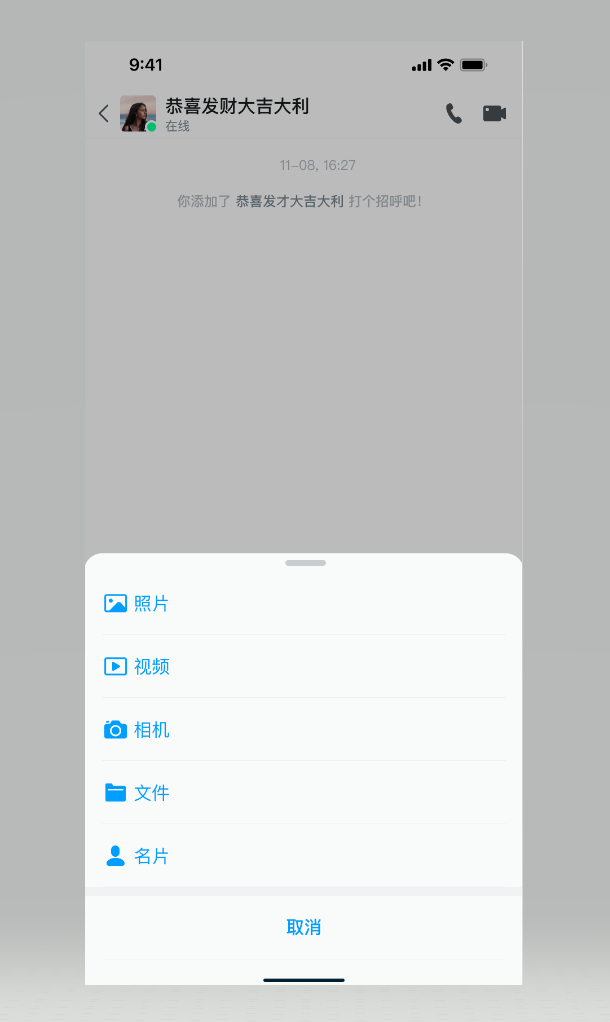 9:41
恭喜发财大吉大利
在线
11-08, 16:27
你添加了 恭喜发才大吉大利 打个招呼吧！
照片
视频
相机
文件
名片
取消